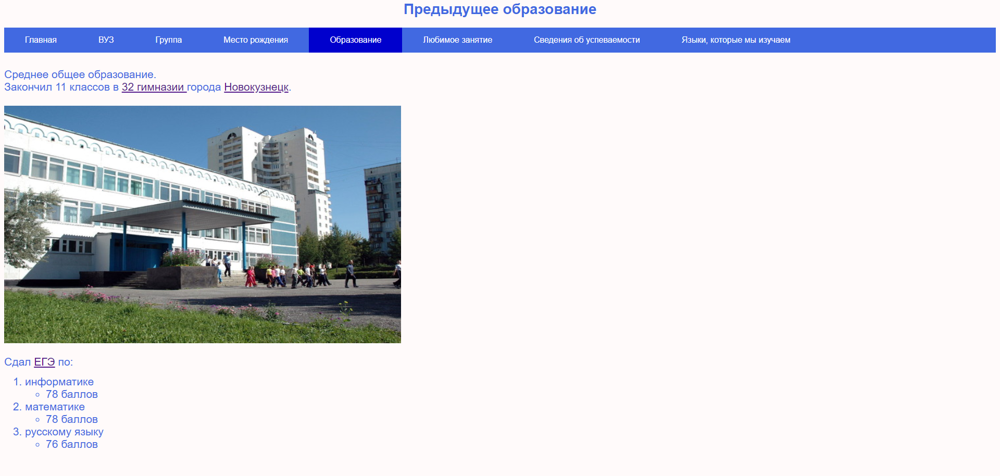 Предыдущее образование
Главная ВУЗ Группа Место рождения Образование Любимое занятие Сведения об успеваемости Языки, которые мы изучаем
Среднее общее образование.
Закончил 11 классов в 32 гимназии города Новокузнецк.
Сдал ЕГЭ по:
1. информатике
◦ 78 баллов
2. математике
◦ 78 баллов
3. русскому языку
◦ 76 баллов